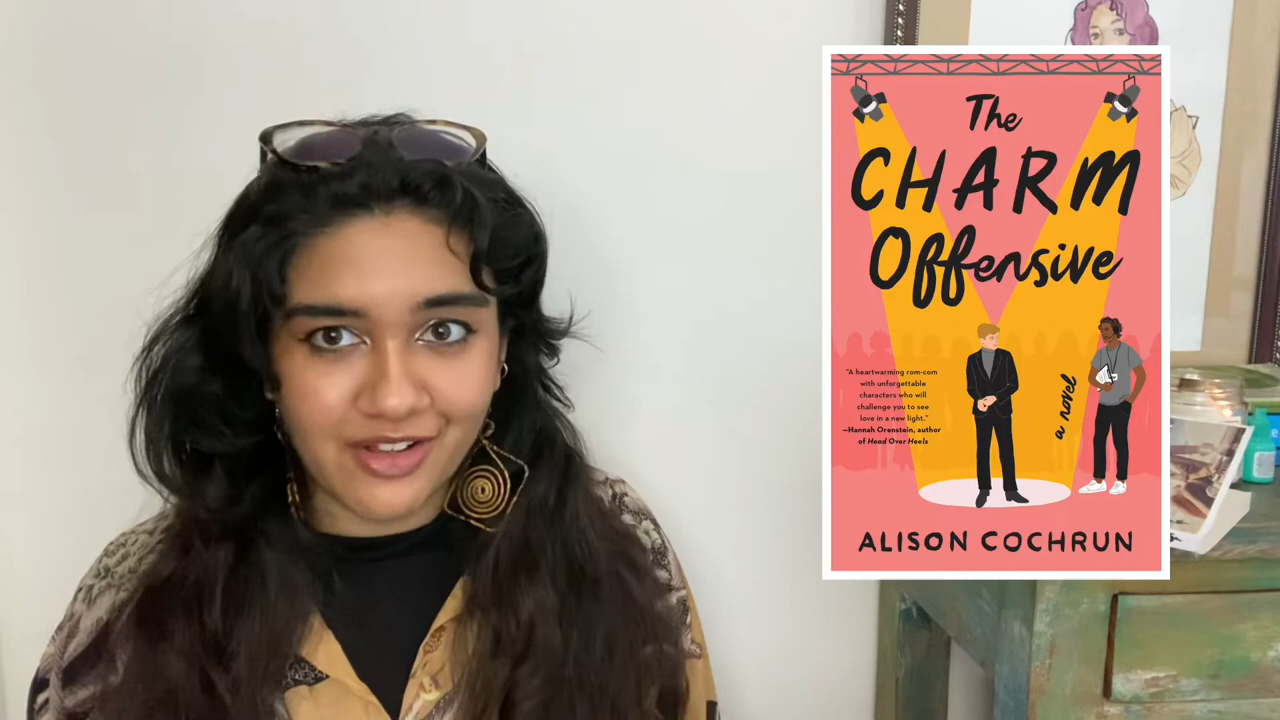 The
CHARM
Offensive
"A heartwarming rom-com
with unforgettable
characters who will
challenge you to see
love in a new light."
—Hannah Orenstein, author
of Head Over Heels
a novel
ALISON COCHRUN